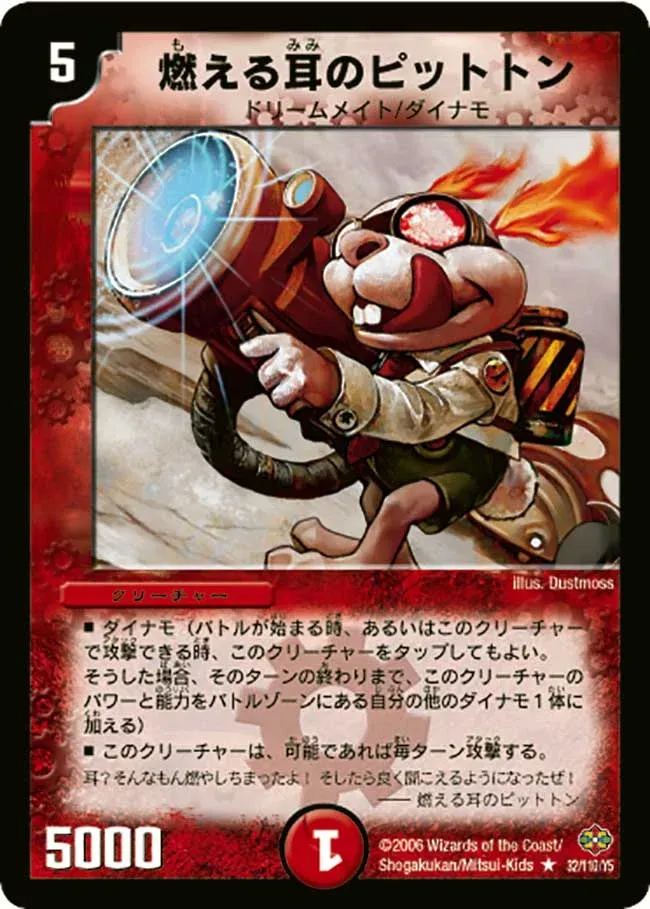 5
燃える耳のピットトン
ドリームメイト/ダイナモ
illus. Dustmoss
クリーチャー
■ ダイナモ（バトルが始まる時、あるいはこのクリーチャー
で攻撃できる時、このクリーチャーをタップしてもよい。
そうした場合、そのターンの終わりまで、このクリーチャーの
パワーと能力をバトルゾーンにある自分の他のダイナモ１体に
加える）
■ このクリーチャーは、可能であれば毎ターン攻撃する。
耳？そんなもん燃やしちまったよ！ そしたら良く聞こえるようになったぜ！
―― 燃える耳のピットトン
5000
1
©2006 Wizards of the Coast/
Shogakukan/Mitsui-Kids ★ 32/110/Y5